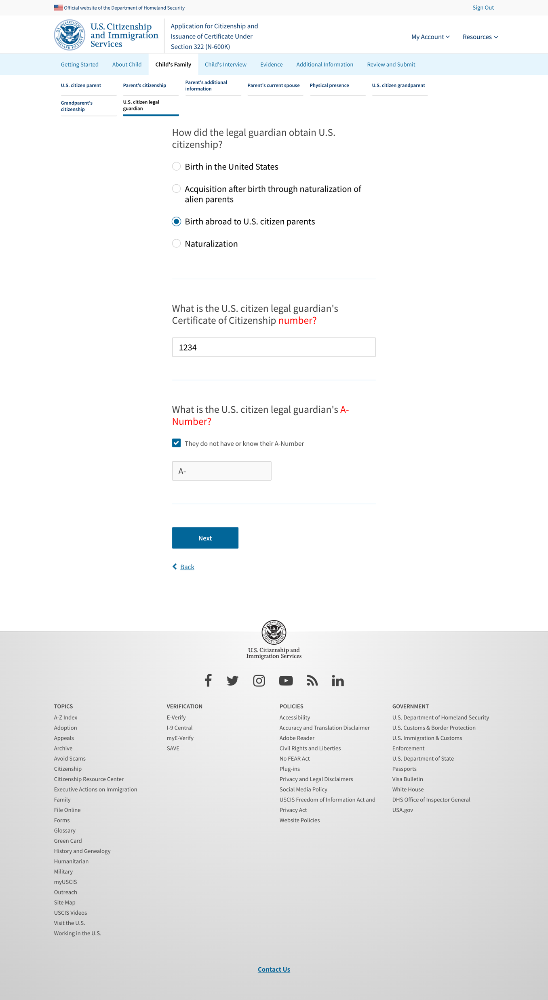 Official website of the Department of Homeland Security
Sign Out
U.S. Citizenship
and Immigration
Services
Application for Citizenship and
Issuance of Certificate Under
Section 322 (N-600K)
My Account
Resources
Getting Started
About Child
Child's Family
Child's Interview
Evidence
Additional Information
Review and Submit
U.S. citizen parent
Parent's citizenship
Parent's additional
information
Parent's current spouse
Physical presence
U.S. citizen grandparent
Grandparent's
citizenship
U.S. citizen legal
guardian
How did the legal guardian obtain U.S.
citizenship?
Birth in the United States
Acquisition after birth through naturalization of
alien parents
Birth abroad to U.S. citizen parents
Naturalization
What is the U.S. citizen legal guardian's
Certificate of Citizenship number?
1234
What is the U.S. citizen legal guardian's A-
Number?
They do not have or know their A-Number
A-
Next
Back
U.S. Citizenship and
Immigration Services
TOPICS
A-Z Index
Adoption
Appeals
Archive
Avoid Scams
Citizenship
Citizenship Resource Center
Executive Actions on Immigration
Family
File Online
Forms
Glossary
Green Card
History and Genealogy
Humanitarian
Military
myUSCIS
Outreach
Site Map
USCIS Videos
Visit the U.S.
Working in the U.S.
VERIFICATION
E-Verify
I-9 Central
myE-Verify
SAVE
POLICIES
Accessibility
Accuracy and Translation Disclaimer
Adobe Reader
Civil Rights and Liberties
No FEAR Act
Plug-ins
Privacy and Legal Disclaimers
Social Media Policy
USCIS Freedom of Information Act and
Privacy Act
Website Policies
GOVERNMENT
U.S. Department of Homeland Security
U.S. Customs & Border Protection
U.S. Immigration & Customs
Enforcement
U.S. Department of State
Passports
Visa Bulletin
White House
DHS Office of Inspector General
USA.gov
Contact Us